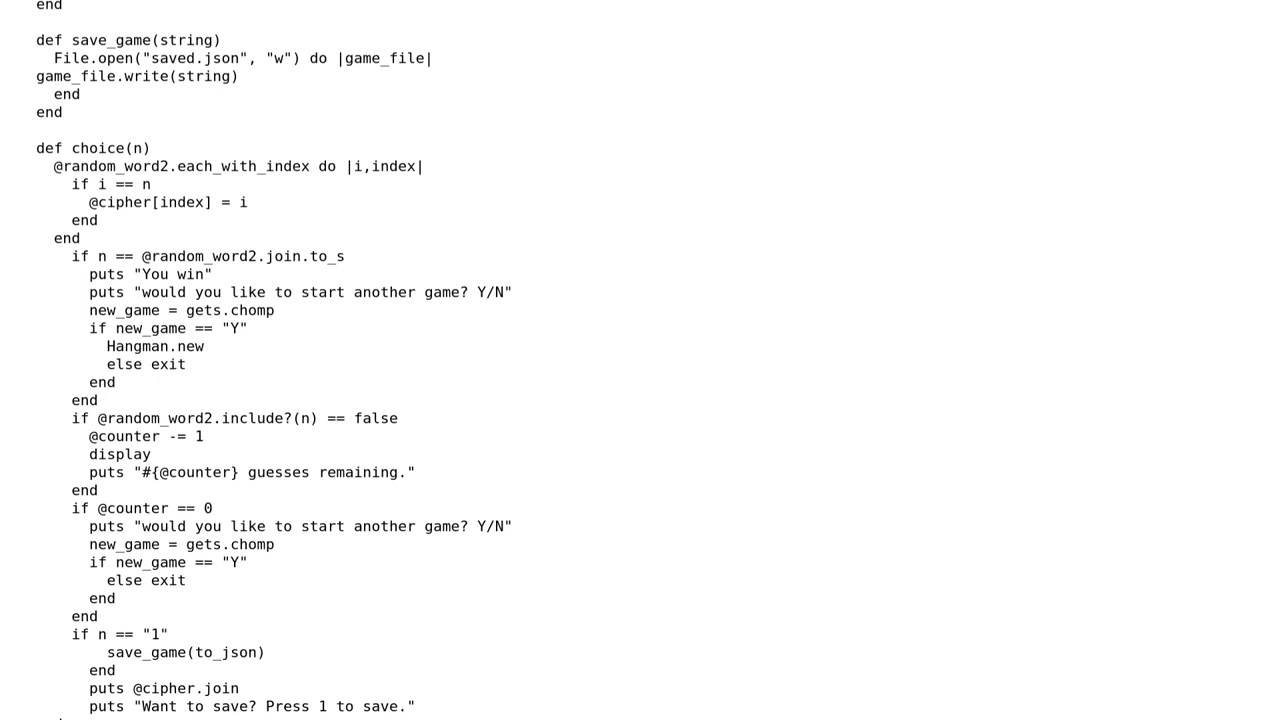 end
def save_game(string)
  File.open("saved.json", "w") do |game_file|
game_file.write(string)
  end
end
def choice(n)
  @random_word2.each_with_index do |i,index|
    if i == n
      @cipher[index] = i
    end
  end
    if n == @random_word2.join.to_s
      puts "You win"
      puts "would you like to start another game? Y/N"
      new_game = gets.chomp
      if new_game == "Y"
        Hangman.new
        else exit
      end
    end
    if @random_word2.include?(n) == false
      @counter -= 1
      display
      puts "#{@counter} guesses remaining."
    end
    if @counter == 0
      puts "would you like to start another game? Y/N"
      new_game = gets.chomp
      if new_game == "Y"
        else exit
      end
    end
    if n == "1"
        save_game(to_json)
      end
      puts @cipher.join
      puts "Want to save? Press 1 to save."